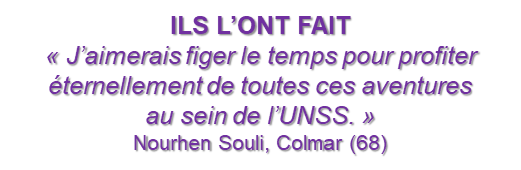 ILS L’ONT FAIT
« J’aimerais figer le temps pour profiter
éternellement de toutes ces aventures
au sein de l’UNSS. »
Nourhen Souli, Colmar (68)